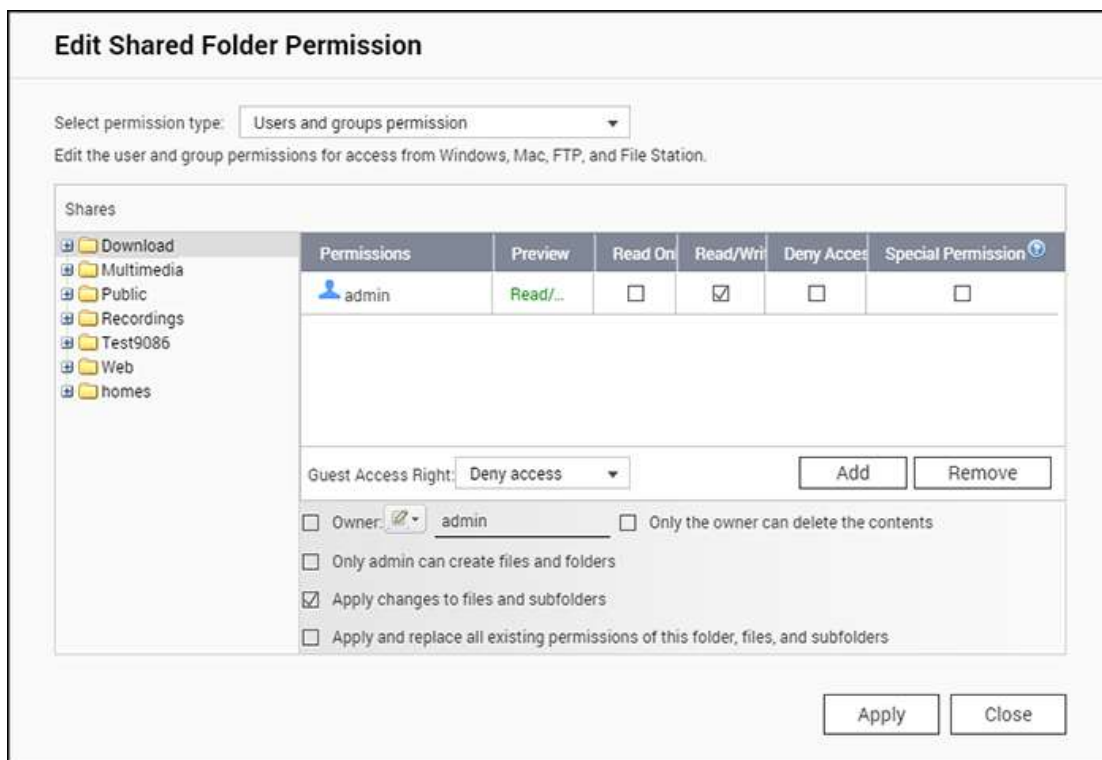 Edit Shared Folder Permission
Select permission type: Users and groups permission
Edit the user and group permissions for access from Windows, Mac, FTP, and File Station.
Shares
Download
Multimedia
Public
Recordings
Test9086
Web
homes
Permissions Preview Read On Read/Wri Deny Acces Special Permission ?
admin Read/...
Guest Access Right: Deny access Add Remove
Owner: admin Only the owner can delete the contents
Only admin can create files and folders
Apply changes to files and subfolders
Apply and replace all existing permissions of this folder, files, and subfolders
Apply Close